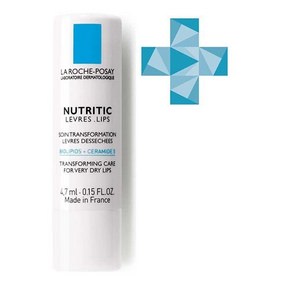 LA ROCHE-POSAY
LABORATOIRE DERMATOLOGIQUE
NUTRITIC
LEVRES . LIPS
SOIN TRANSFORMATION
LEVRES DESSECHEES
BIOLIPIDS + CERAMIDE 5
TRANSFORMING CARE
FOR VERY DRY LIPS
4,7 ml - 0.15 FL.OZ.
Made in France